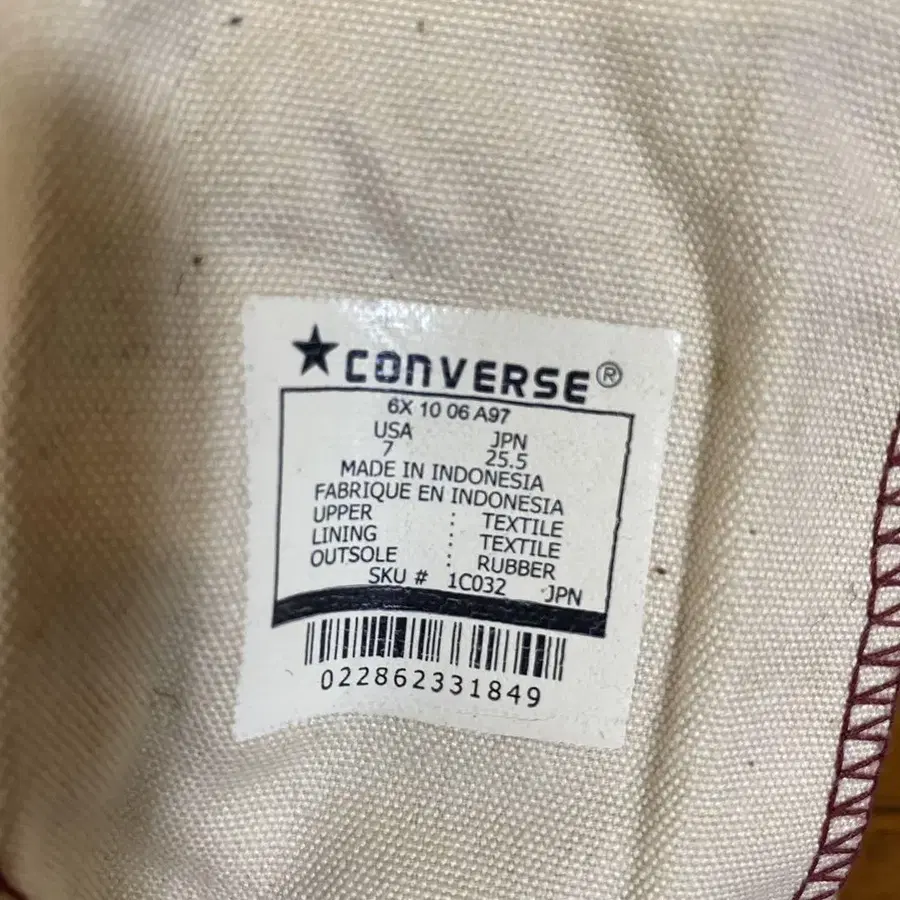 ★CONVERSE®
6X 10 06 A97
USA JPN
7 25.5
MADE IN INDONESIA
FABRIQUE EN INDONESIA
UPPER : TEXTILE
LINING : TEXTILE
OUTSOLE : RUBBER
SKU # 1C032 JPN
022862331849